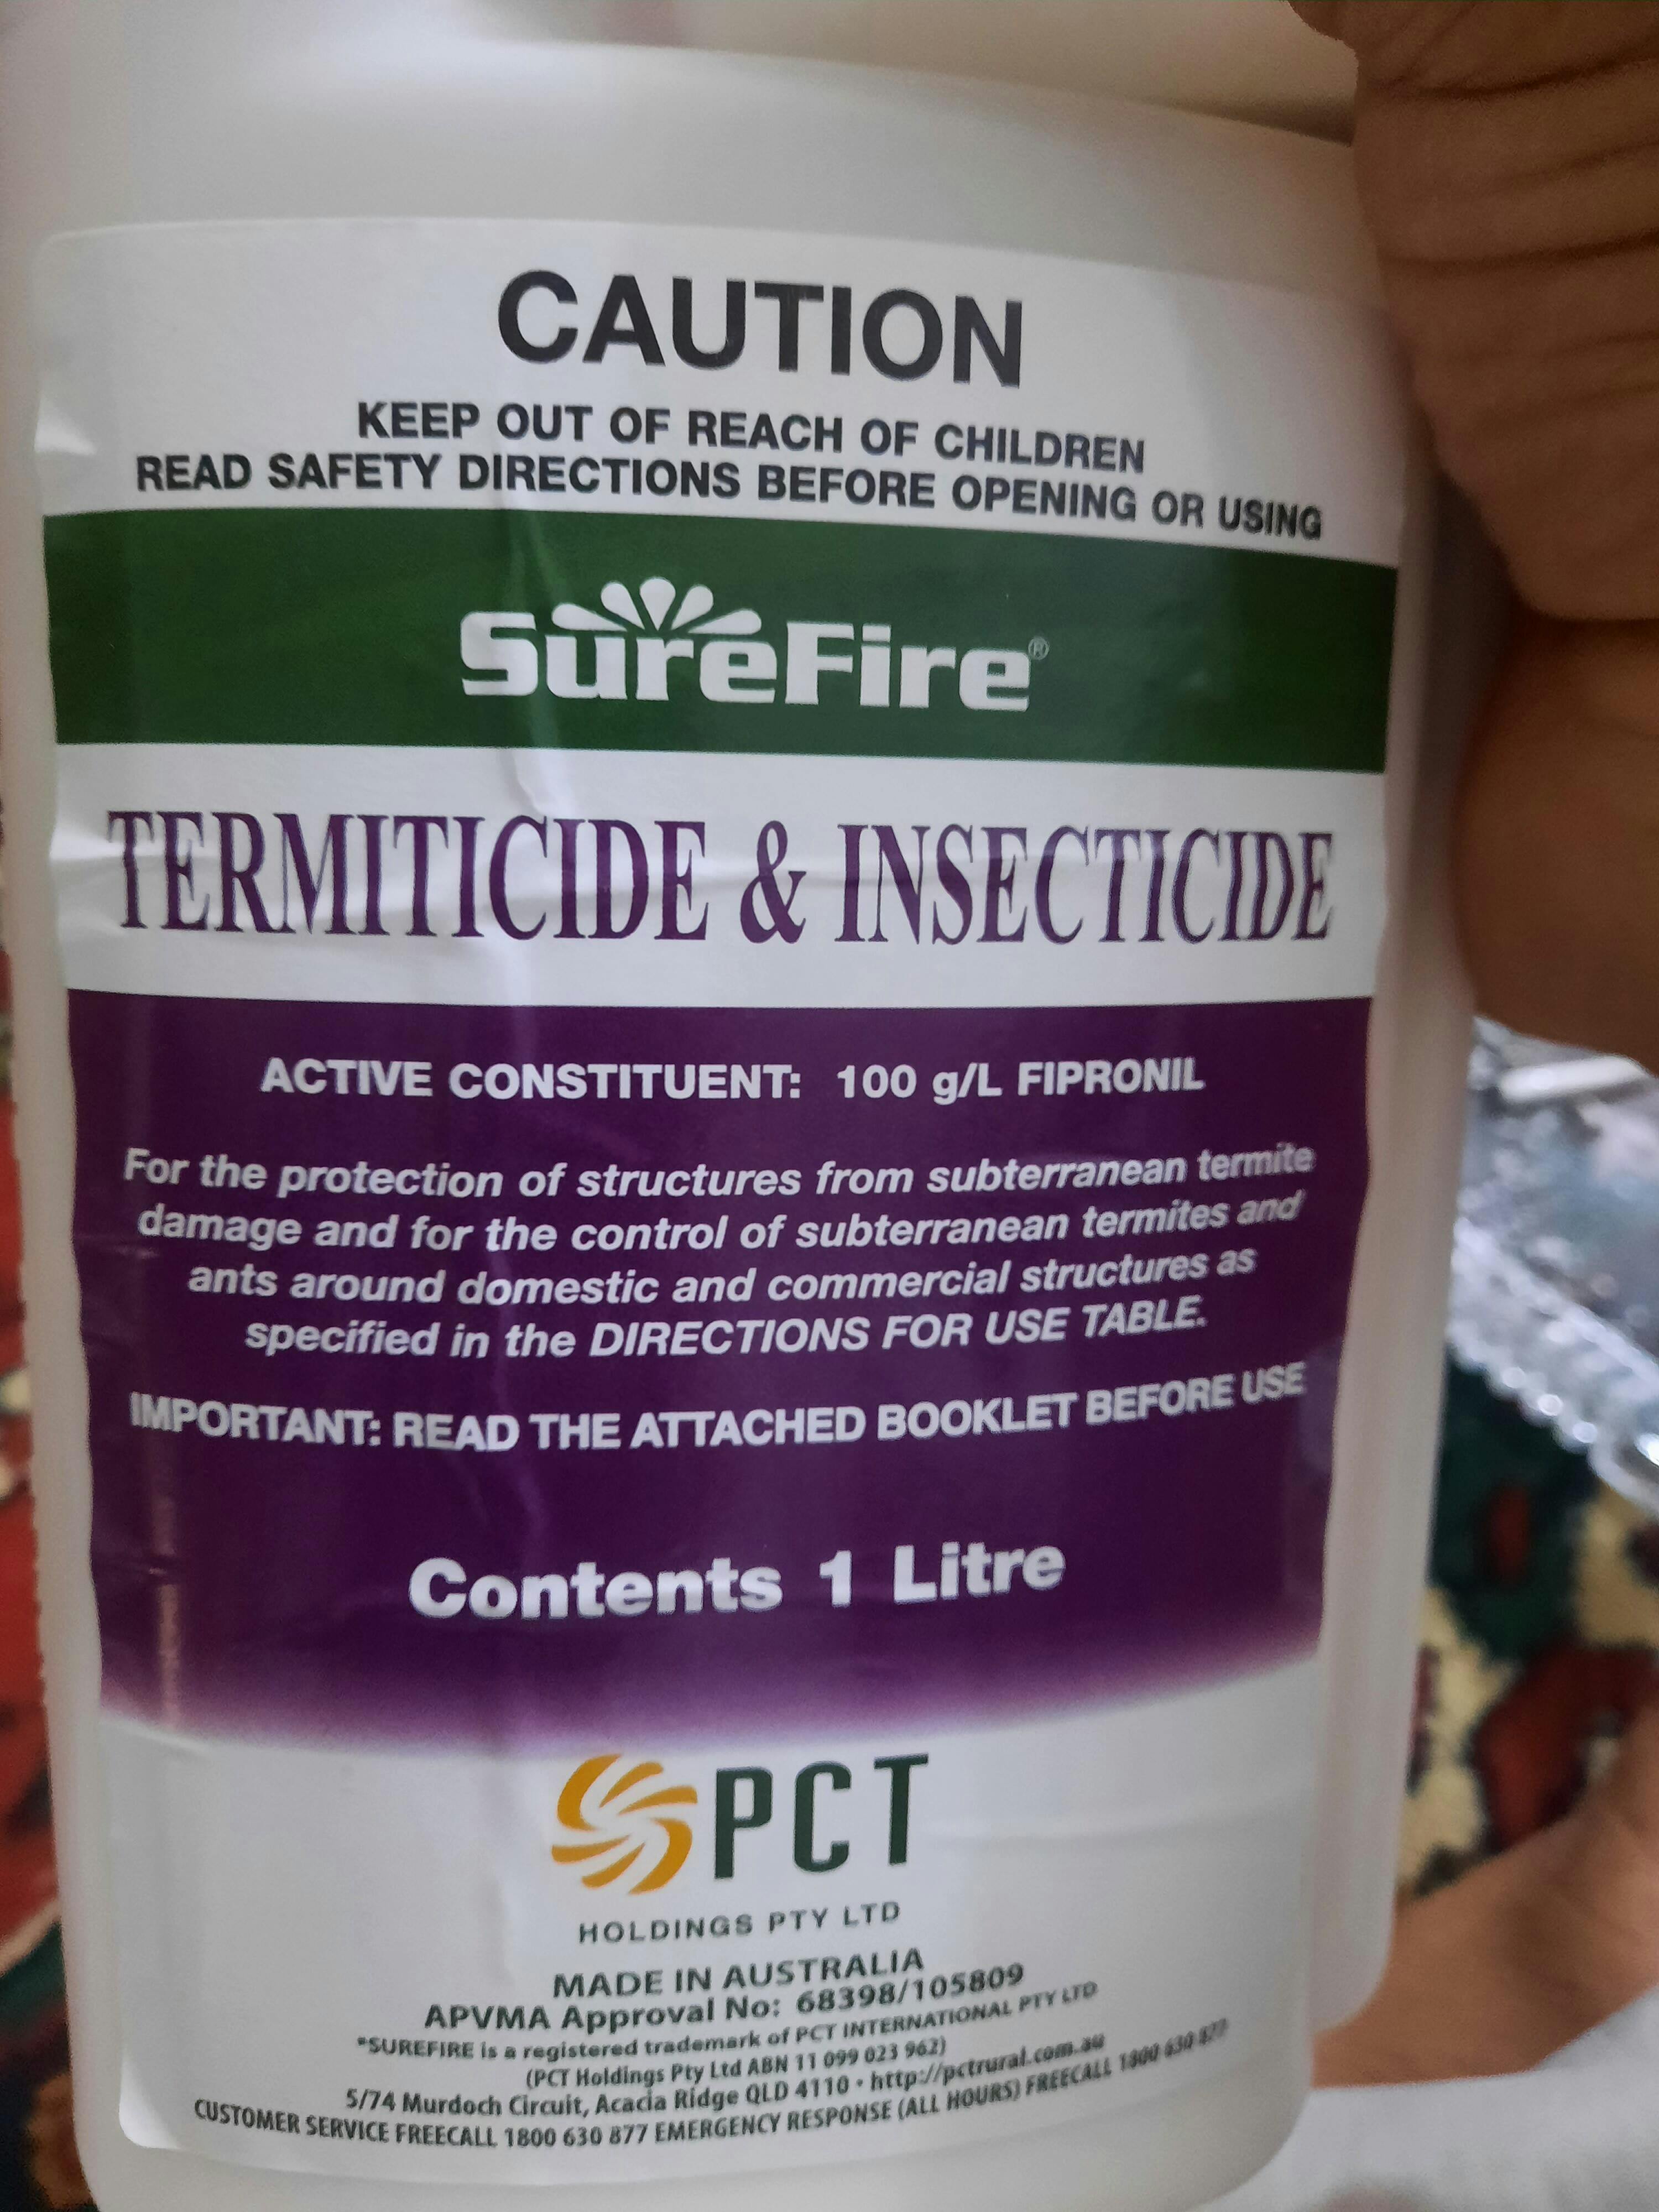 CAUTION
KEEP OUT OF REACH OF CHILDREN
READ SAFETY DIRECTIONS BEFORE OPENING OR USING
SureFire®
TERMITICIDE & INSECTICIDE
ACTIVE CONSTITUENT: 100 g/L FIPRONIL
For the protection of structures from subterranean termite
damage and for the control of subterranean termites and
ants around domestic and commercial structures as
specified in the DIRECTIONS FOR USE TABLE.
IMPORTANT: READ THE ATTACHED BOOKLET BEFORE USE
Contents 1 Litre
PCT
HOLDINGS PTY LTD
MADE IN AUSTRALIA
APVMA Approval No: 68398/105809
*SUREFIRE is a registered trademark of PCT INTERNATIONAL PTY LTD
(PCT Holdings Pty Ltd ABN 11 099 023 962)
5/74 Murdoch Circuit, Acacia Ridge QLD 4110 • http://pctrural.com.au
CUSTOMER SERVICE FREECALL 1800 630 877 EMERGENCY RESPONSE (ALL HOURS) FREECALL 1800 630 877